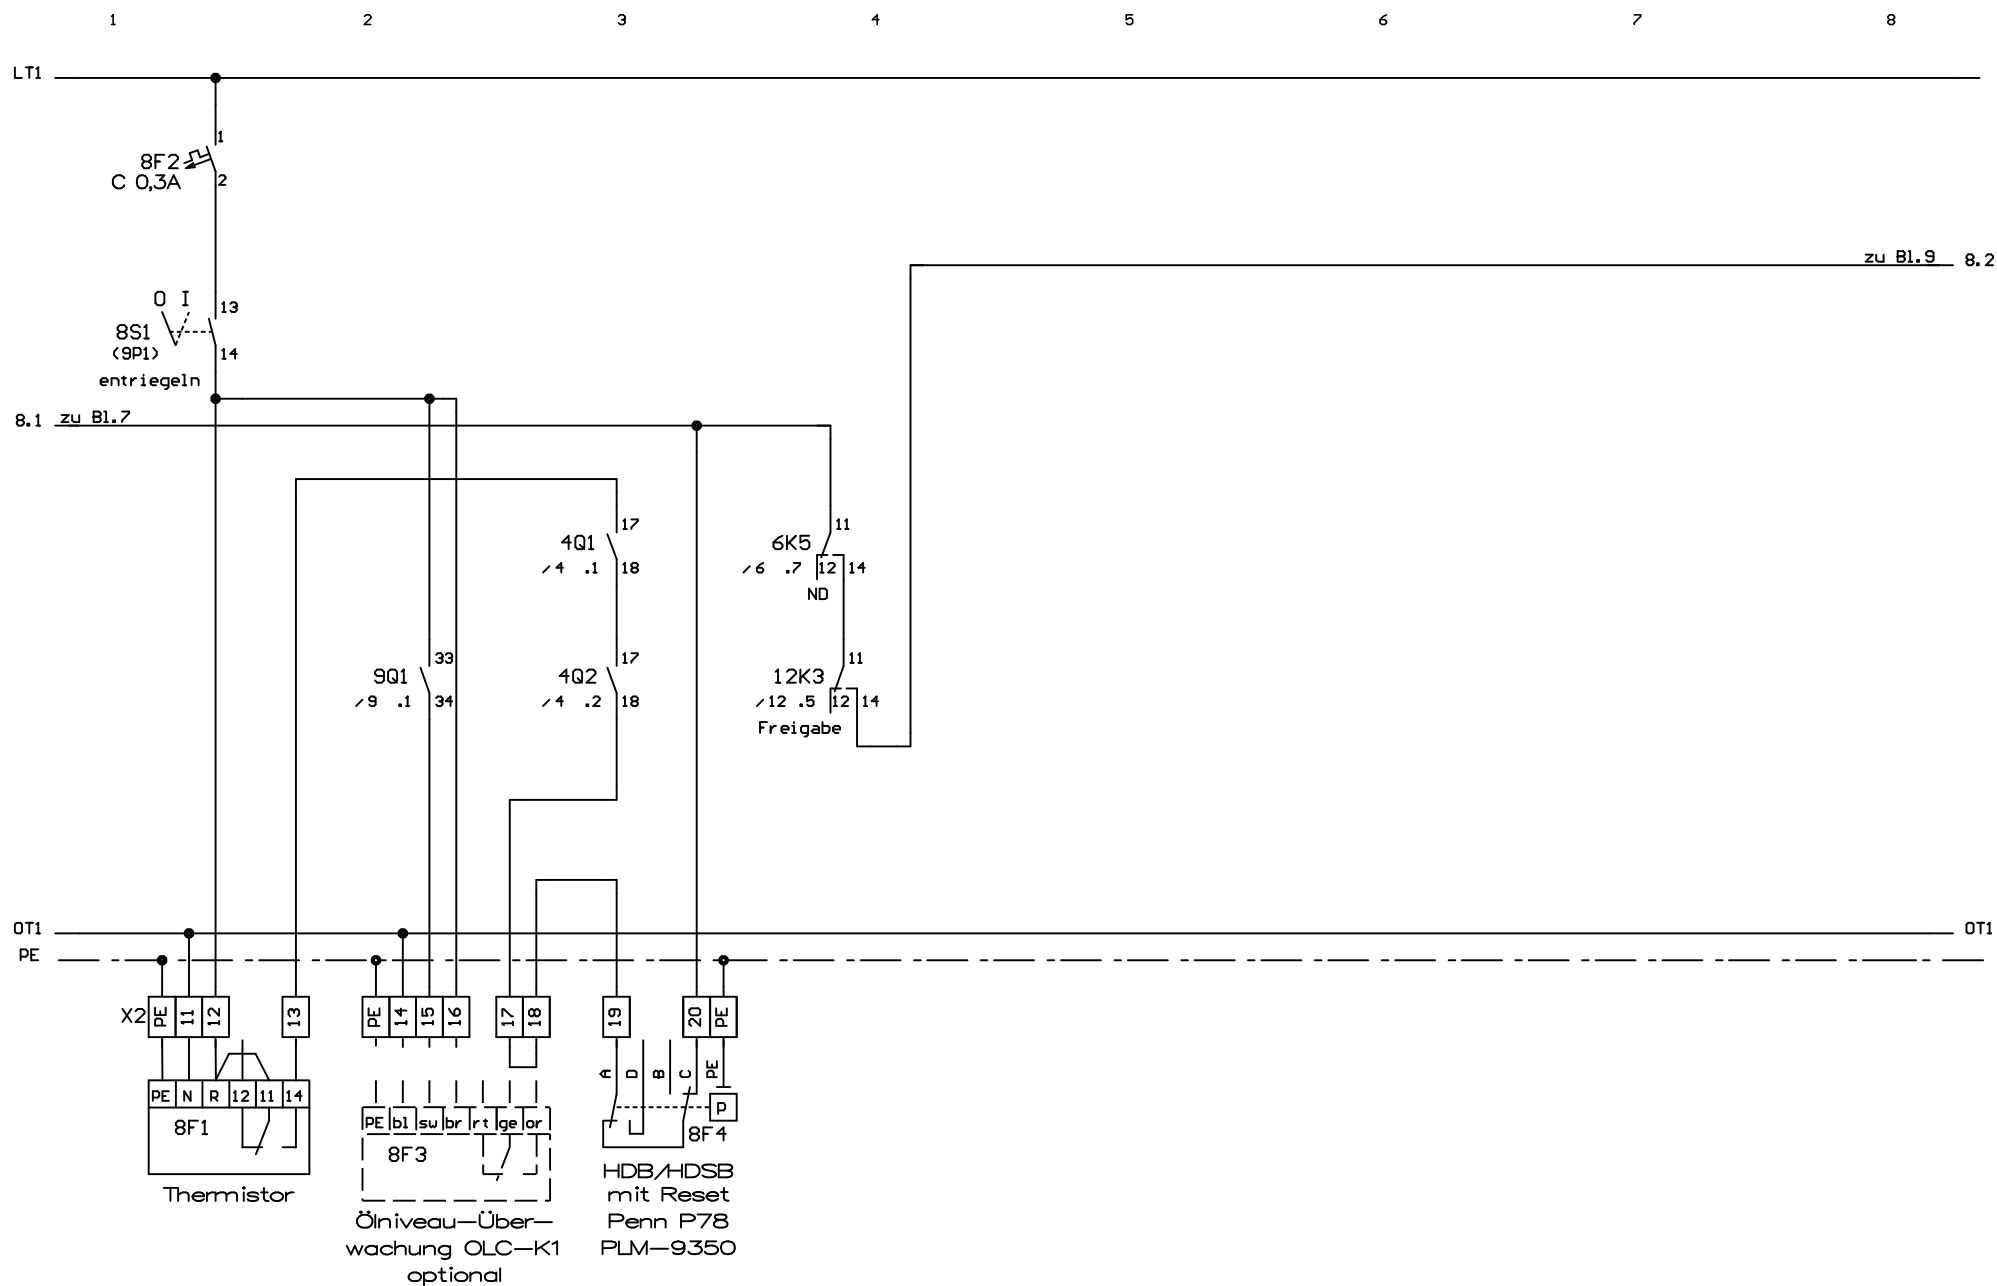 1 2 3 4 5 6 7 8
LT1
1
8F2
C 0,3A
2
zu Bl.9 8.2
O I
13
8S1
(9P1)
14
entriegeln
8.1 zu Bl.7
17
11
4Q1
6K5
/4 .1 18
/6 .7 12 14
ND
33
17
11
9Q1
4Q2
12K3
/9 .1 34
/4 .2 18
/12 .5 12 14
Freigabe
0T1 0T1
PE
X2 PE 11 12 13 PE 14 15 16 17 18 19 20 PE
A D B C PE
PE N R 12 11 14
P
PE bl sw br rt ge or
8F1
8F4
8F3
Thermistor
Ölniveau-Über-
wachung OLC-K1
optional
HDB/HDSB
mit Reset
Penn P78
PLM-9350